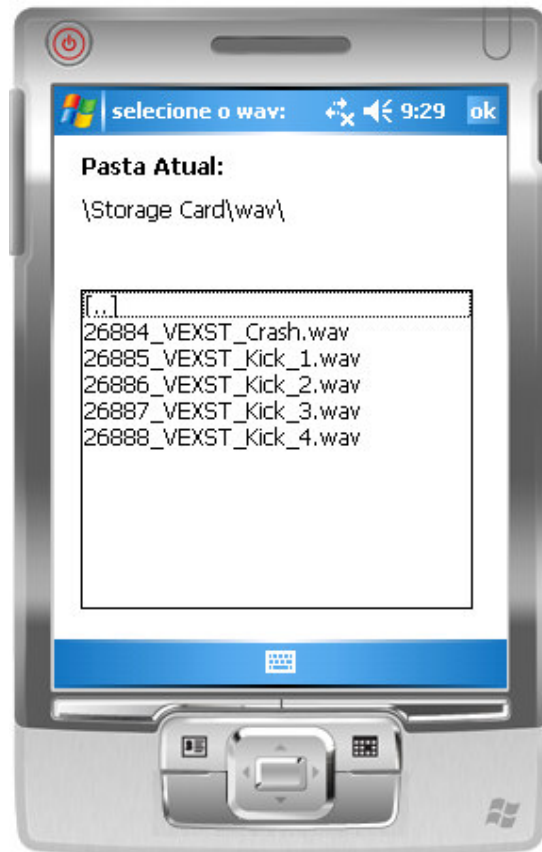 selecione o wav: 9:29 ok
Pasta Atual:
\Storage Card\wav\
[..]
26884_VEXST_Crash.wav
26885_VEXST_Kick_1.wav
26886_VEXST_Kick_2.wav
26887_VEXST_Kick_3.wav
26888_VEXST_Kick_4.wav